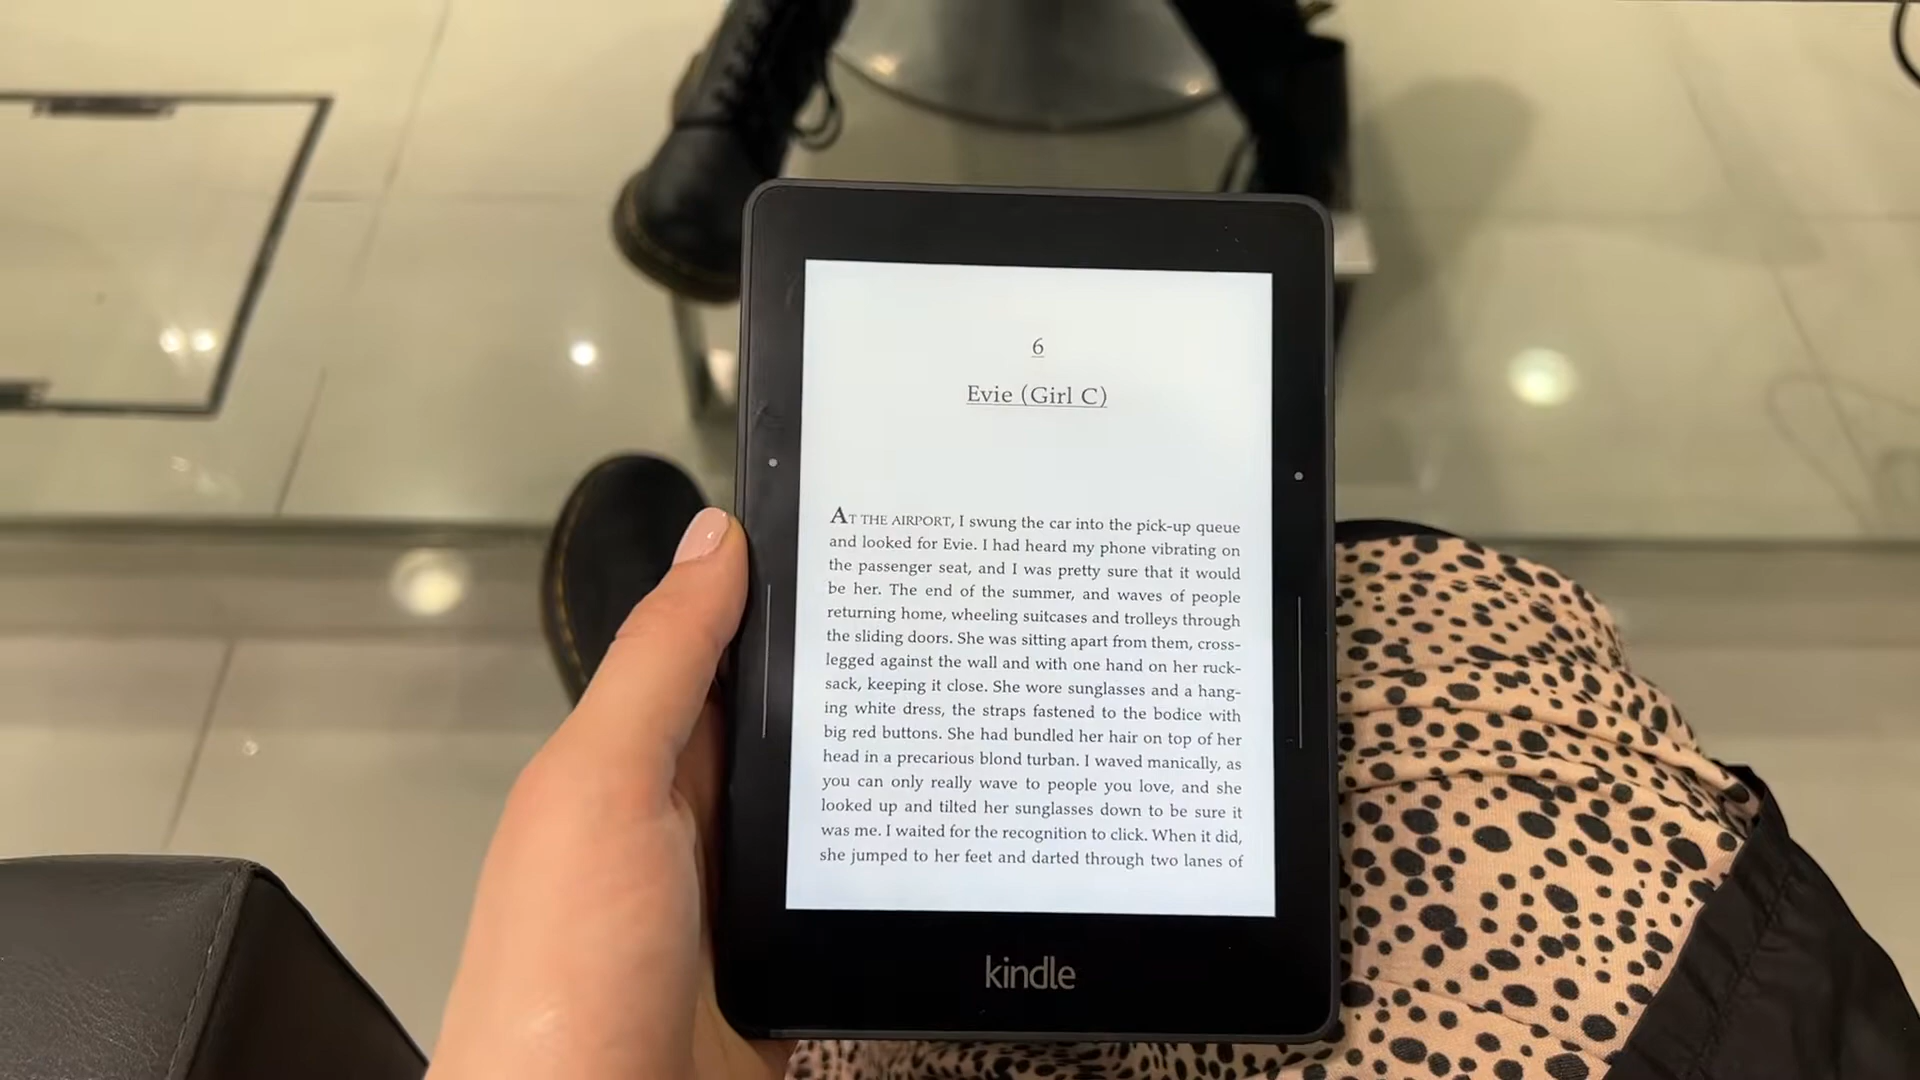 6
Evie (Girl C)
AT THE AIRPORT, I swung the car into the pick-up queue
and looked for Evie. I had heard my phone vibrating on
the passenger seat, and I was pretty sure that it would
be her. The end of the summer, and waves of people
returning home, wheeling suitcases and trolleys through
the sliding doors. She was sitting apart from them, cross-
legged against the wall and with one hand on her ruck-
sack, keeping it close. She wore sunglasses and a hang-
ing white dress, the straps fastened to the bodice with
big red buttons. She had bundled her hair on top of her
head in a precarious blond turban. I waved manically, as
you can only really wave to people you love, and she
looked up and tilted her sunglasses down to be sure it
was me. I waited for the recognition to click. When it did,
she jumped to her feet and darted through two lanes of
kindle